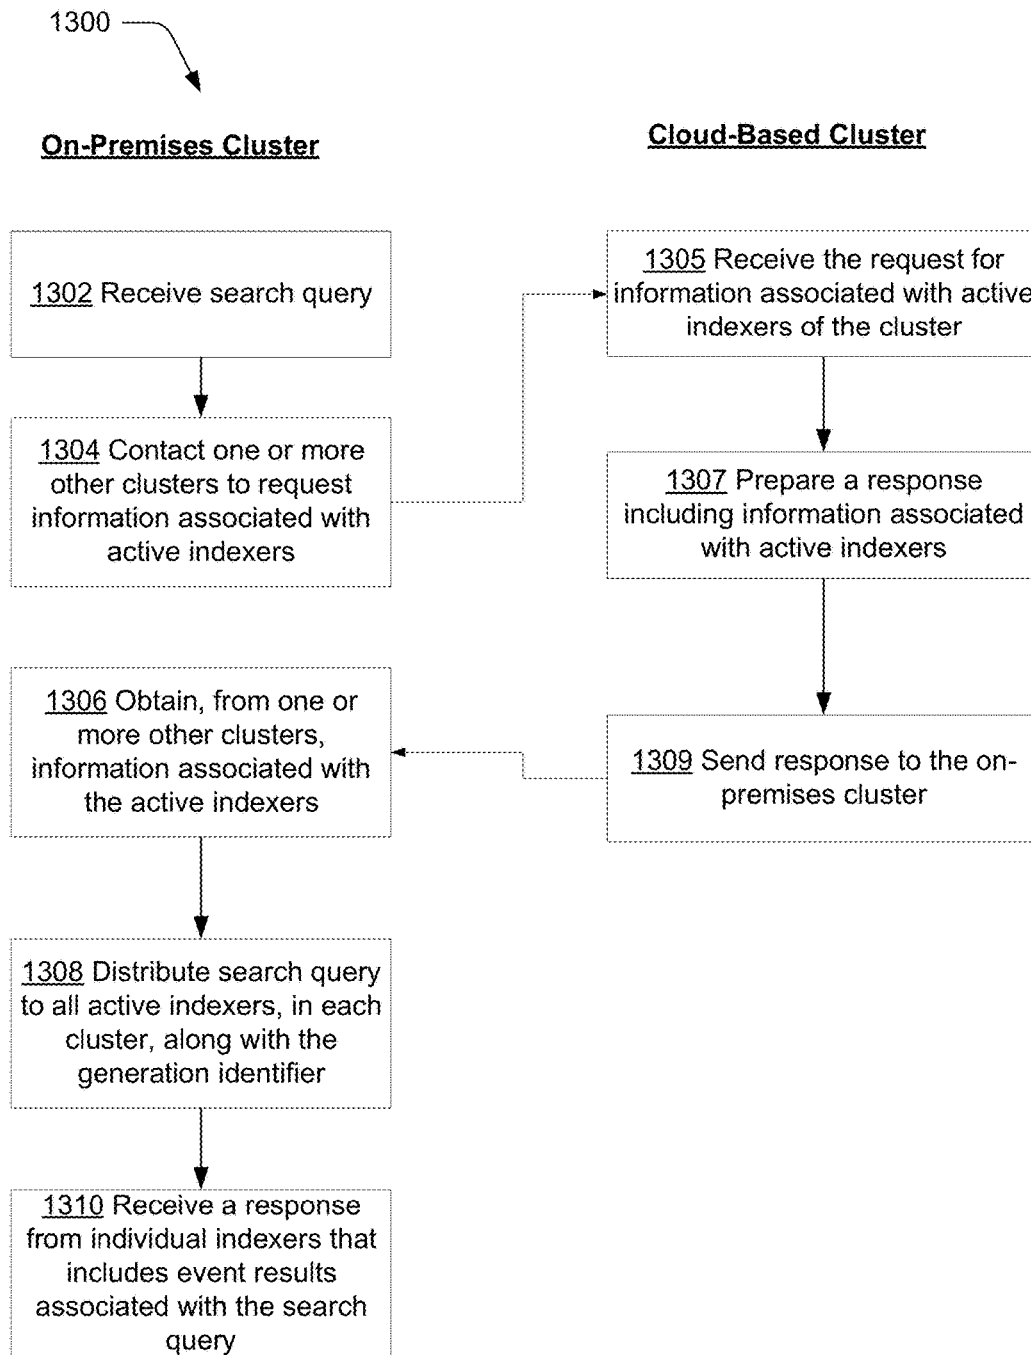 1300
On-Premises Cluster
Cloud-Based Cluster
1302 Receive search query
1304 Contact one or more
other clusters to request
information associated with
active indexers
1305 Receive the request for
information associated with active
indexers of the cluster
1307 Prepare a response
including information associated
with active indexers
1309 Send response to the on-
premises cluster
1306 Obtain, from one or
more other clusters,
information associated with
the active indexers
1308 Distribute search query
to all active indexers, in each
cluster, along with the
generation identifier
1310 Receive a response
from individual indexers that
includes event results
associated with the search
query